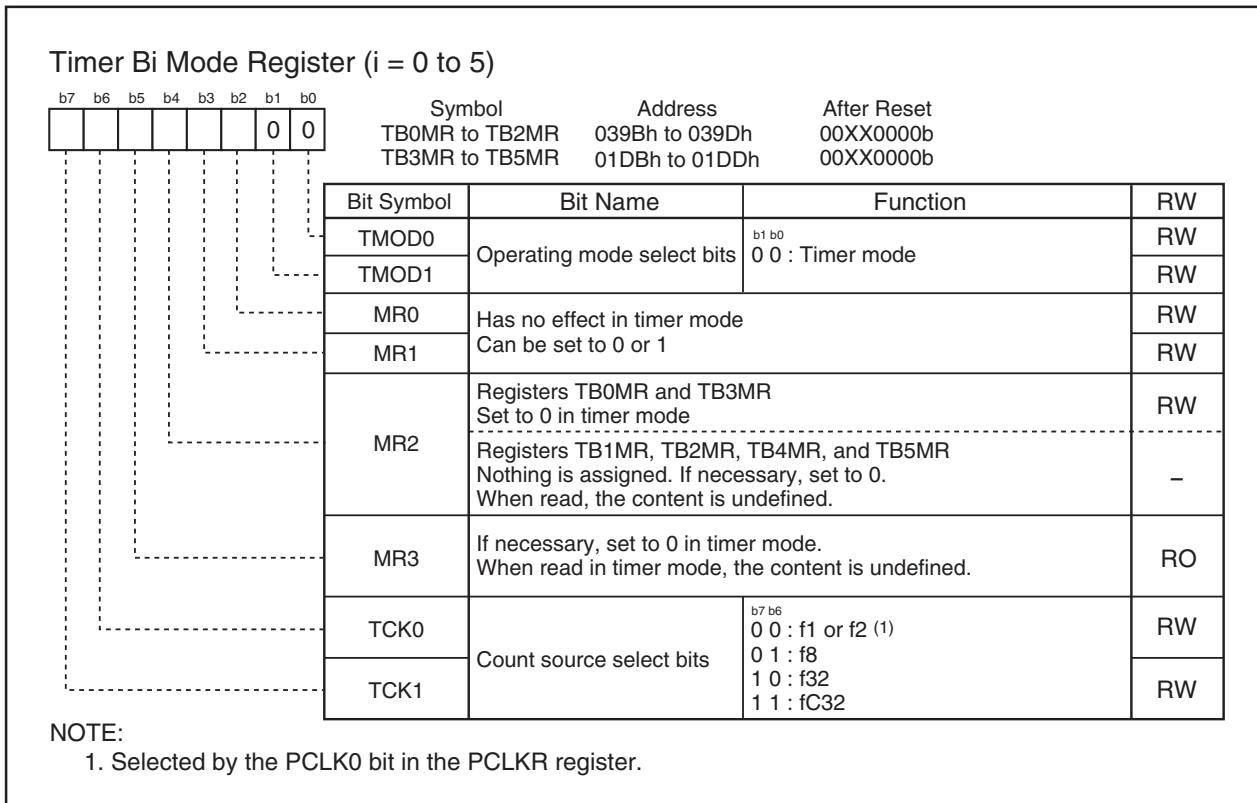 Timer Bi Mode Register (i = 0 to 5)
b7 b6 b5 b4 b3 b2 b1 b0
0 0
Symbol Address After Reset
TB0MR to TB2MR 039Bh to 039Dh 00XX0000b
TB3MR to TB5MR 01DBh to 01DDh 00XX0000b
Bit Symbol Bit Name Function RW
TMOD0 RW
Operating mode select bits
b1 b0
0 0 : Timer mode
TMOD1 RW
MR0 RW
Has no effect in timer mode
Can be set to 0 or 1
MR1 RW
MR2
Registers TB0MR and TB3MR
Set to 0 in timer mode
RW
Registers TB1MR, TB2MR, TB4MR, and TB5MR
Nothing is assigned. If necessary, set to 0.
When read, the content is undefined.
–
MR3
If necessary, set to 0 in timer mode.
When read in timer mode, the content is undefined.
RO
TCK0 RW
Count source select bits
b7 b6
0 0 : f1 or f2 (1)
0 1 : f8
1 0 : f32
1 1 : fC32
TCK1 RW
NOTE:
1. Selected by the PCLK0 bit in the PCLKR register.